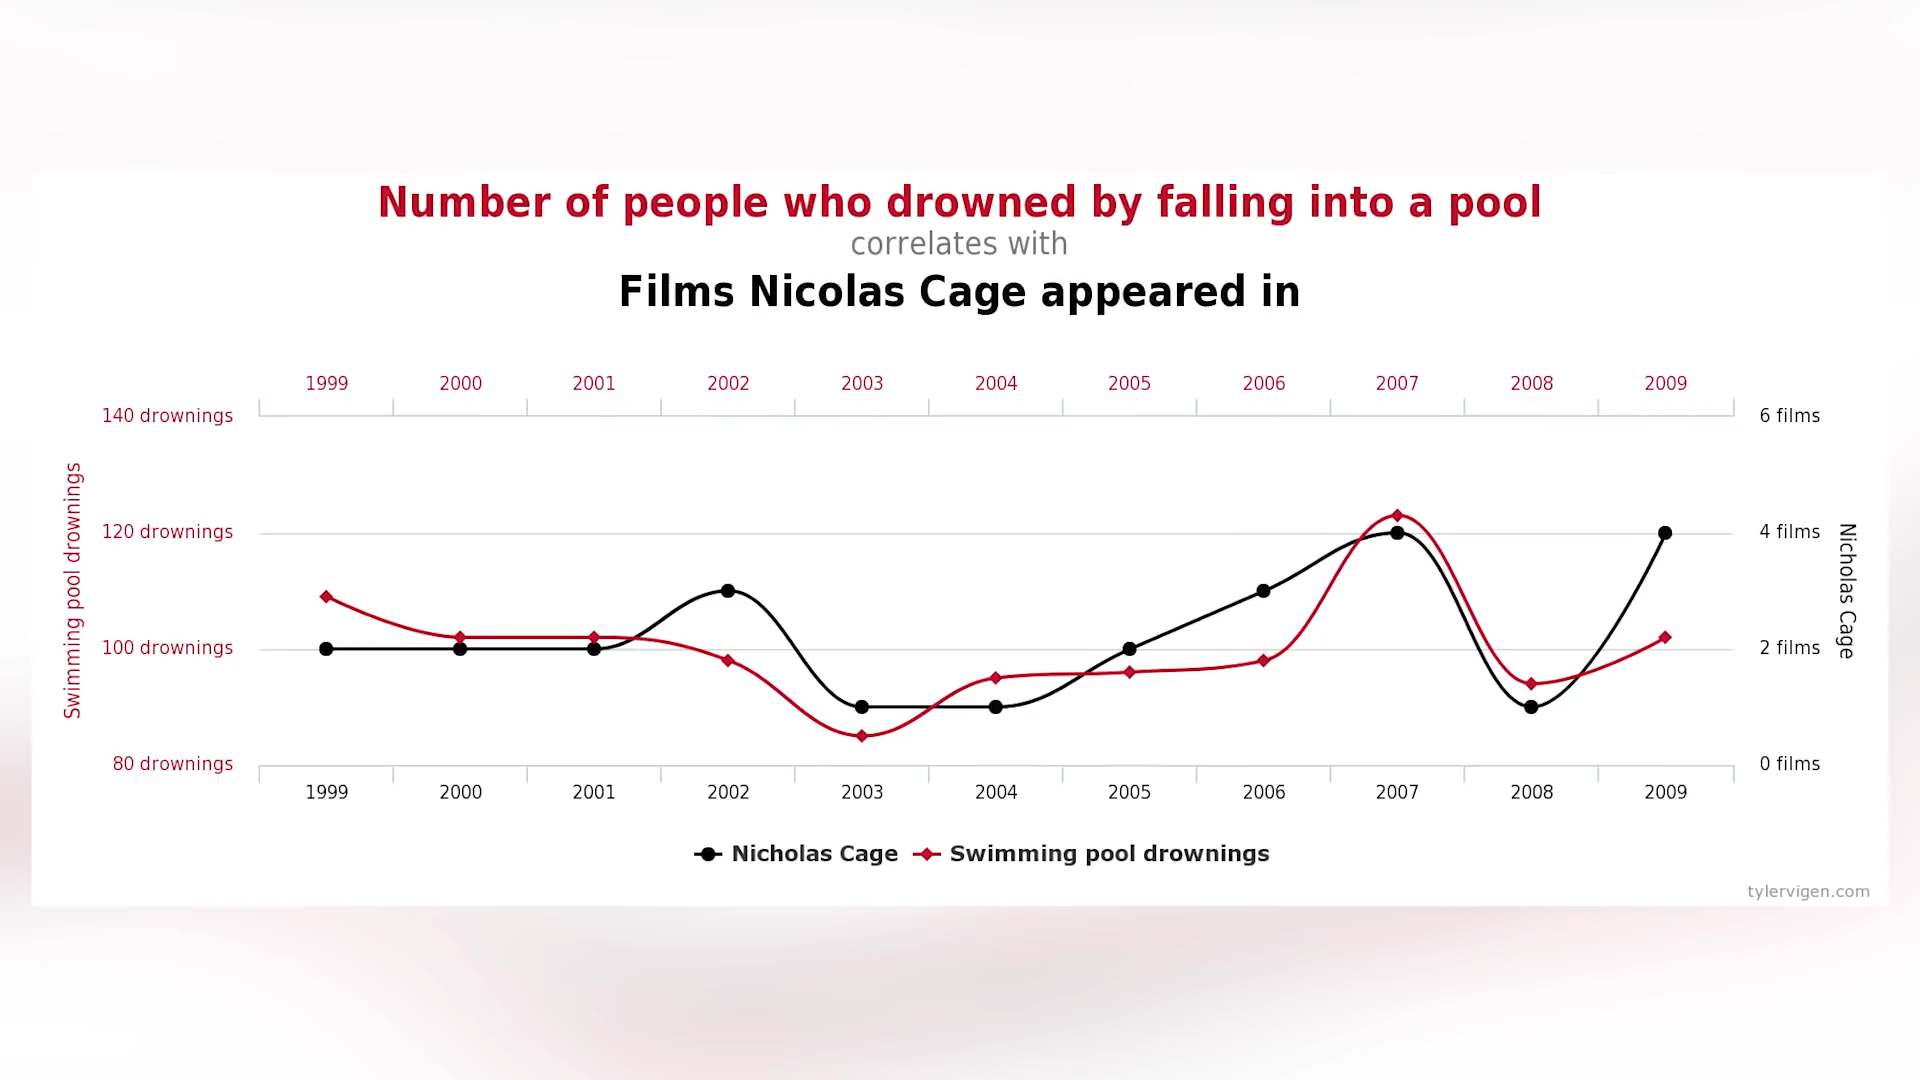 Number of people who drowned by falling into a pool
correlates with
Films Nicolas Cage appeared in
1999 2000 2001 2002 2003 2004 2005 2006 2007 2008 2009
140 drownings 6 films
120 drownings 4 films
100 drownings 2 films
80 drownings 0 films
Swimming pool drownings
Nicholas Cage
1999 2000 2001 2002 2003 2004 2005 2006 2007 2008 2009
Nicholas Cage Swimming pool drownings
tylervigen.com